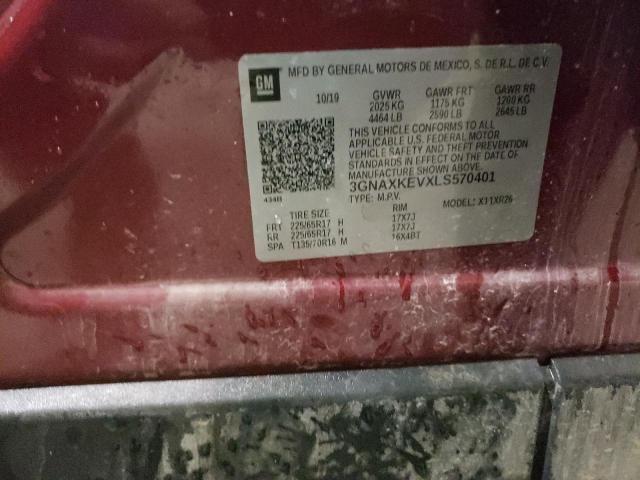 GM
MFD BY GENERAL MOTORS DE MEXICO, S. DE R.L. DE C.V.
10/19 GVWR GAWR FRT GAWR RR
2025 KG 1175 KG 1200 KG
4464 LB 2590 LB 2645 LB
THIS VEHICLE CONFORMS TO ALL
APPLICABLE U.S. FEDERAL MOTOR
VEHICLE SAFETY AND THEFT PREVENTION
STANDARDS IN EFFECT ON THE DATE OF
MANUFACTURE SHOWN ABOVE.
3GNAXKEVXLS570401
434B TYPE: M.P.V. MODEL: X11XR26
TIRE SIZE RIM
FRT 225/65R17 H 17X7J
RR 225/65R17 H 17X7J
SPA T135/70R16 M 16X4BT